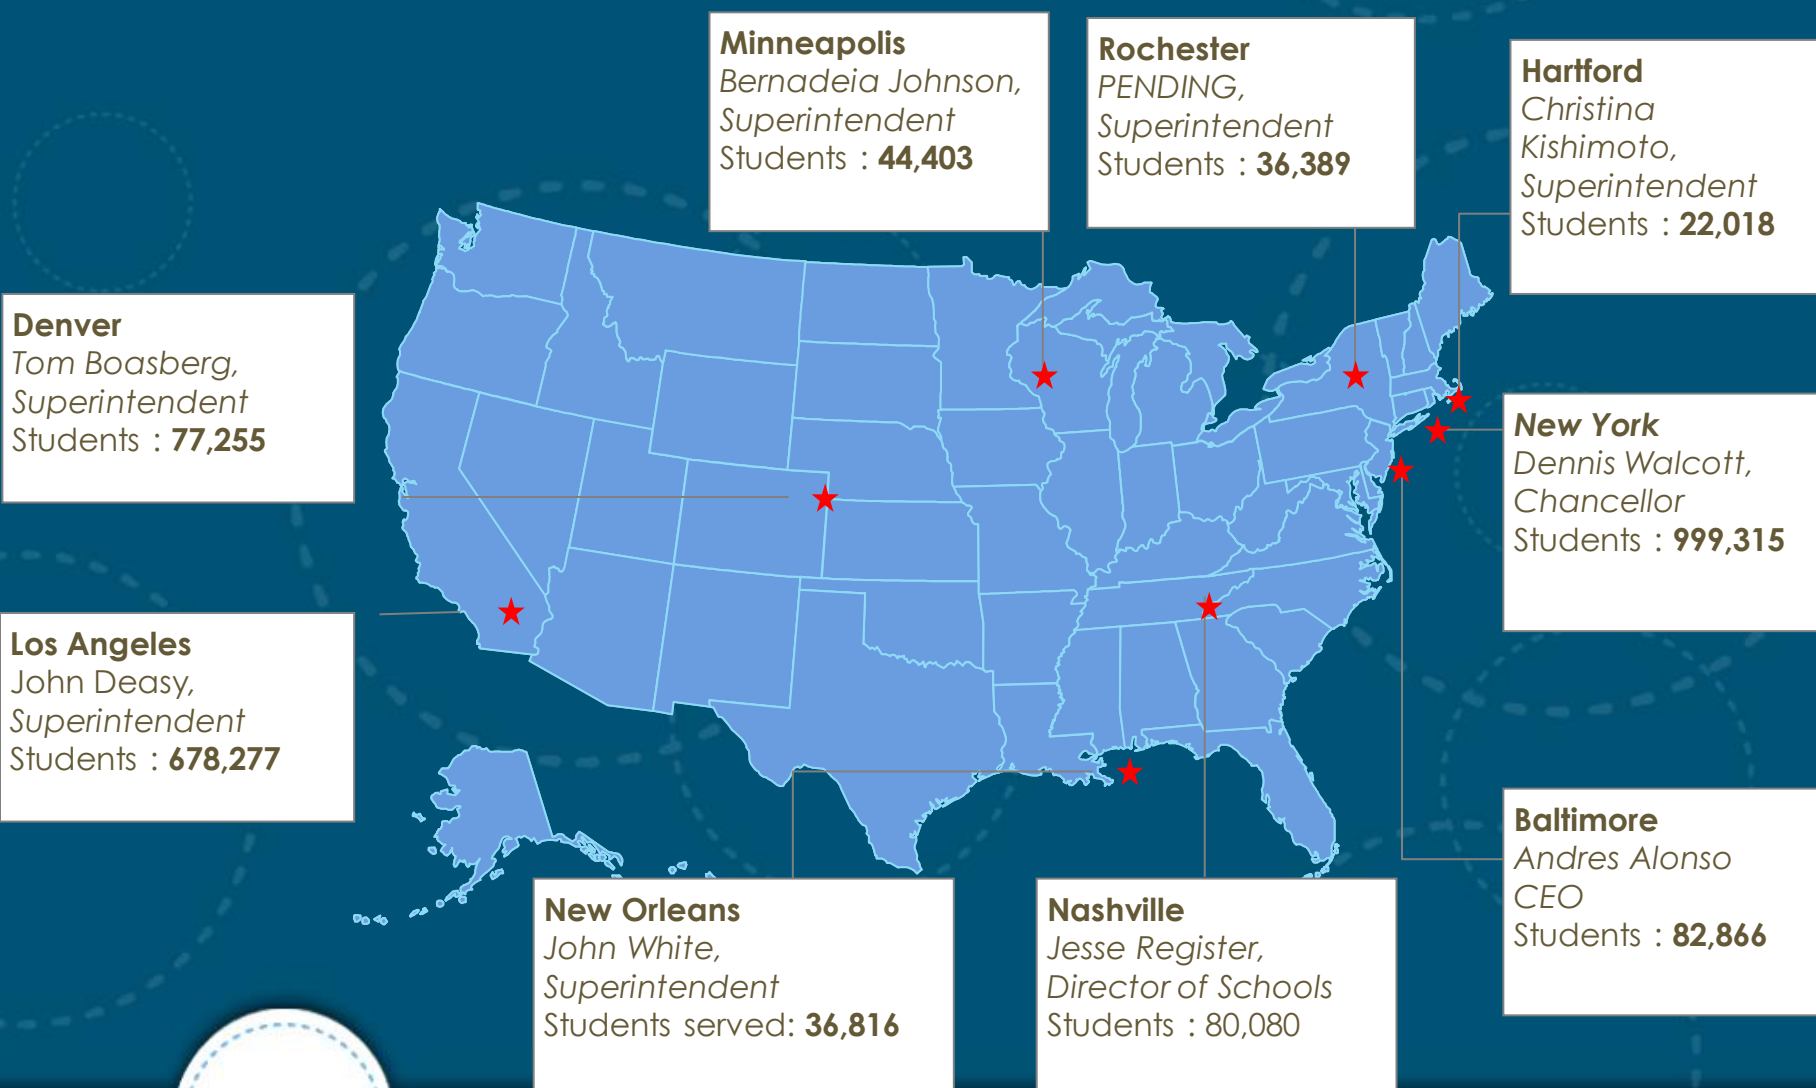 Minneapolis
Bernadeia Johnson,
Superintendent
Students : 44,403
Rochester
PENDING,
Superintendent
Students : 36,389
Hartford
Christina
Kishimoto,
Superintendent
Students : 22,018
Denver
Tom Boasberg,
Superintendent
Students : 77,255
New York
Dennis Walcott,
Chancellor
Students : 999,315
Los Angeles
John Deasy,
Superintendent
Students : 678,277
Baltimore
Andres Alonso
CEO
Students : 82,866
New Orleans
John White,
Superintendent
Students served: 36,816
Nashville
Jesse Register,
Director of Schools
Students : 80,080